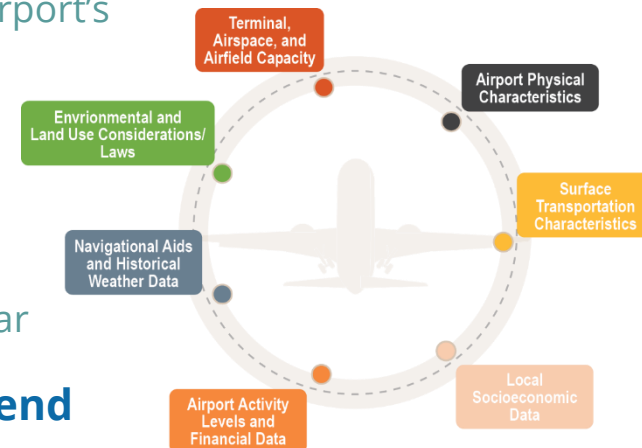 rport's
Terminal,
Airspace, and
Airfield Capacity
Airport Physical
Characteristics
Envrionmental and
Land Use Considerations/
Laws
Surface
Transportation
Characteristics
Navigational Aids
and Historical
Weather Data
ar
Local
Socioeconomic
Data
end
Airport Activity
Levels and
Financial Data